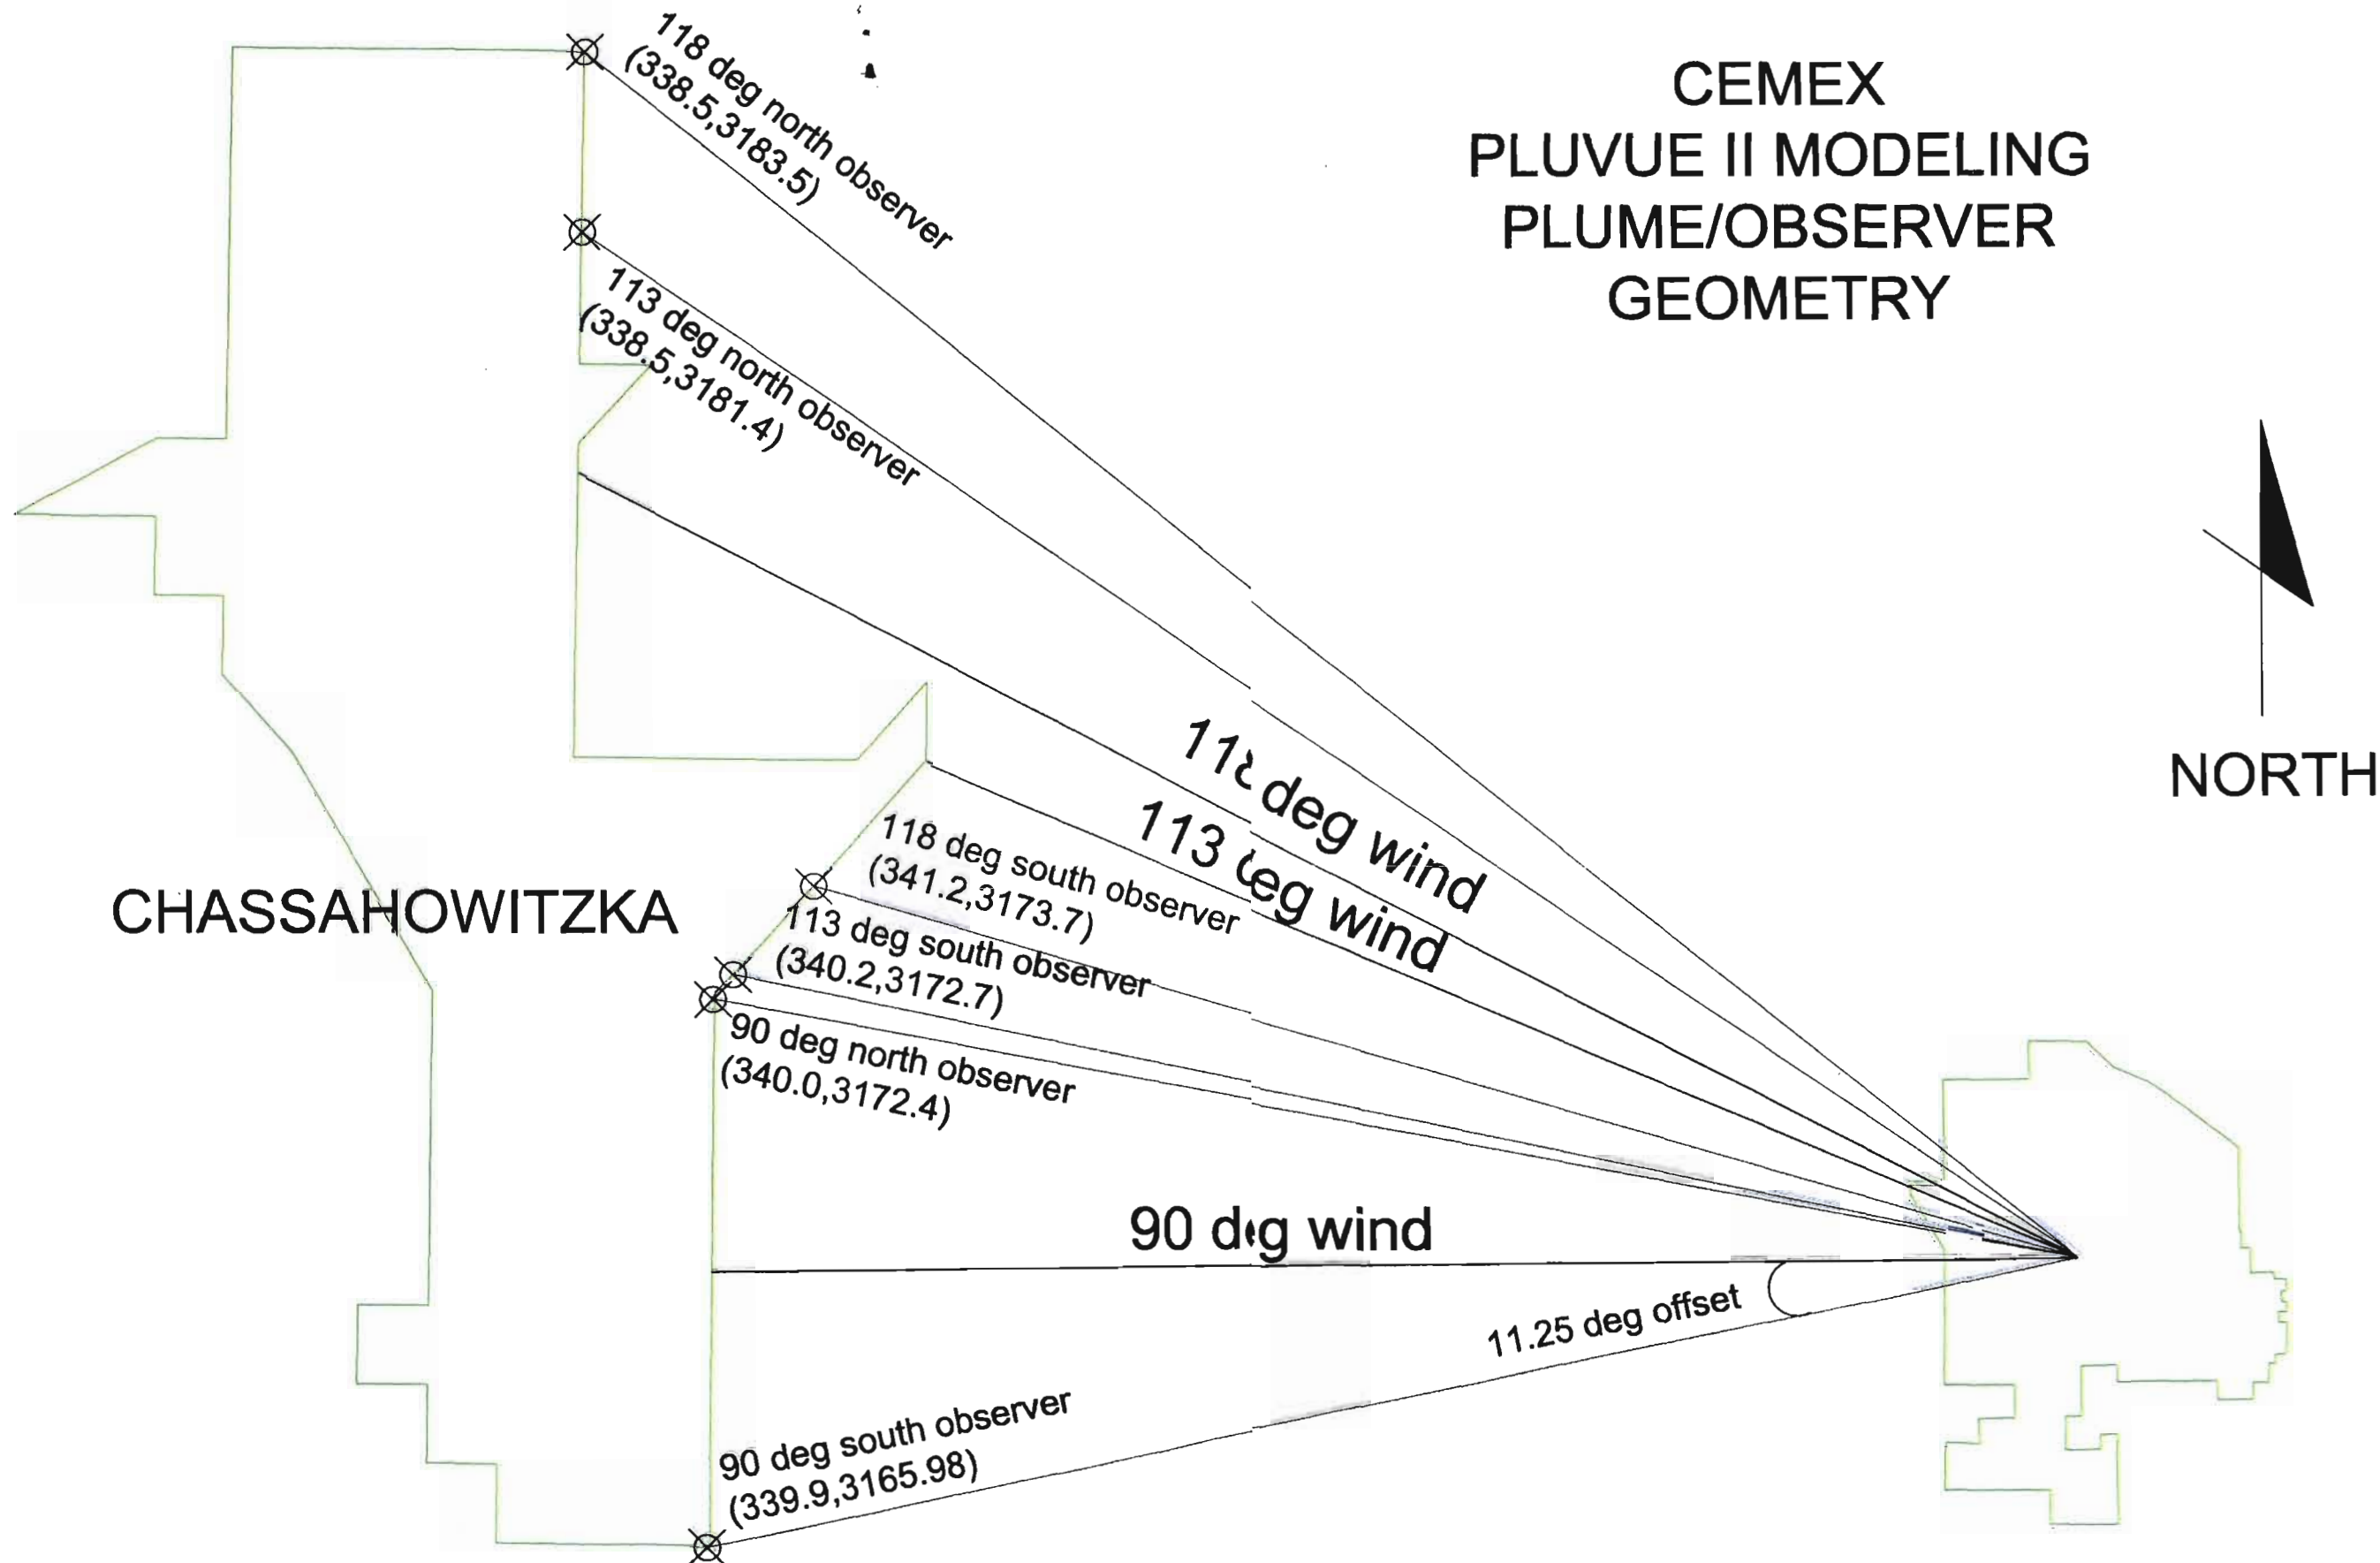 CEMEX
PLUVUE II MODELING
PLUME/OBSERVER
GEOMETRY
118 deg north observer
(338.5,3183.5)
113 deg north observer
(338.5,3181.4)
NORTH
118 deg wind
113 deg wind
118 deg south observer
(341.2,3173.7)
CHASSAHOWITZKA
113 deg south observer
(340.2,3172.7)
90 deg north observer
(340.0,3172.4)
90 deg wind
11.25 deg offset
90 deg south observer
(339.9,3165.98)